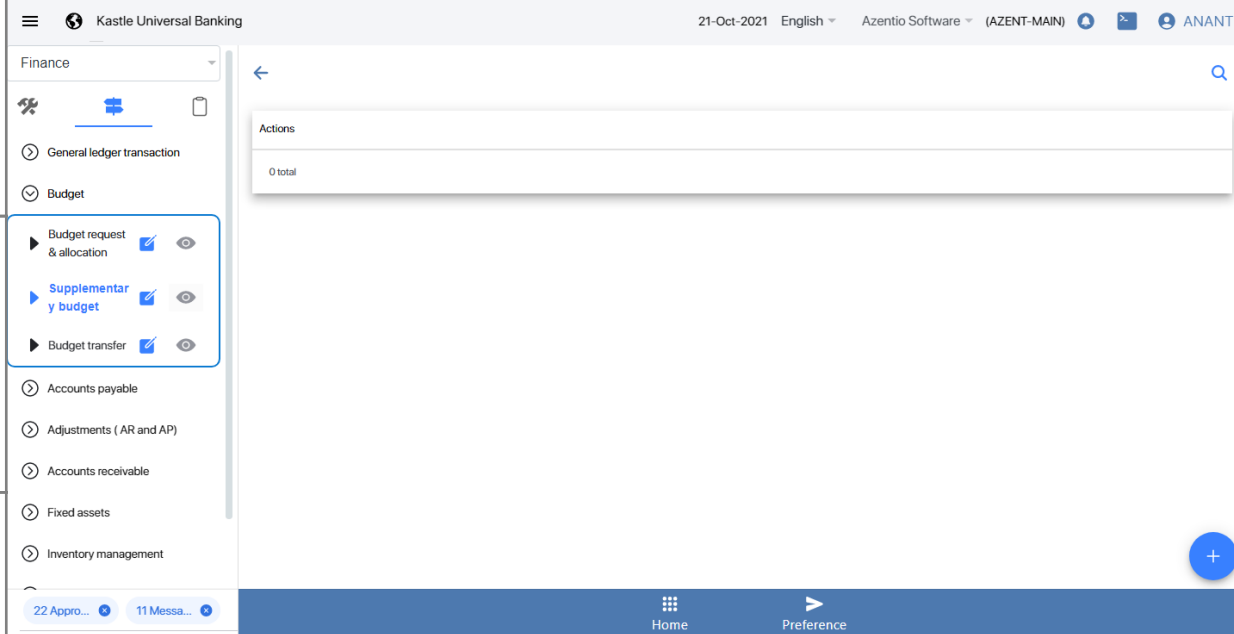 Kastle Universal Banking
21-Oct-2021 English Azentio Software (AZENT-MAIN) ANANT
Finance
Actions
General ledger transaction
0 total
Budget
Budget request
& allocation
Supplementar
y budget
Budget transfer
Accounts payable
Adjustments ( AR and AP)
Accounts receivable
Fixed assets
Inventory management
22 Appro... 11 Messa...
Home Preference